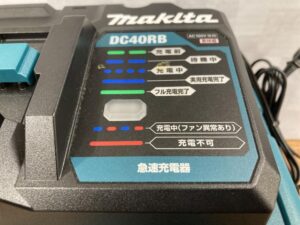 makita
DC40RB
充電前
待機中
充電中
実用充電完了
フル充電完了
充電中(ファン異常あり)
充電不可
急速充電器